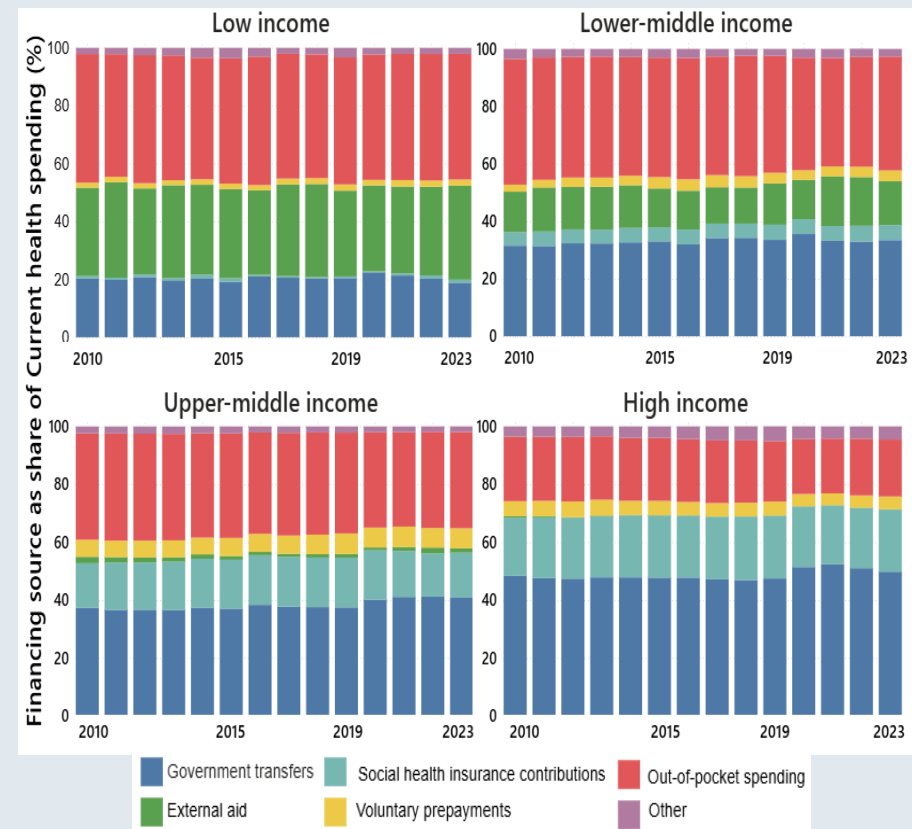 Financing source as share of Current health spending (%)
Low income
100
80
60
40
20
0
2010 2015 2019 2023
Lower-middle income
100
80
60
40
20
0
2010 2015 2019 2023
Upper-middle income
100
80
60
40
20
0
2010 2015 2019 2023
High income
100
80
60
40
20
0
2010 2015 2019 2023
Government transfers Social health insurance contributions Out-of-pocket spending
External aid Voluntary prepayments Other